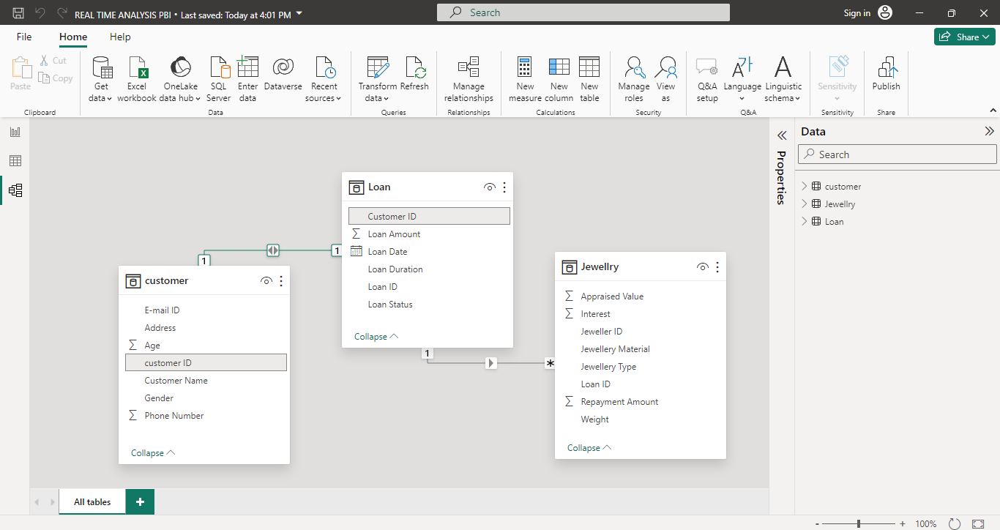 REAL TIME ANALYSIS PBI • Last saved: Today at 4:01 PM
Search
Sign in
File
Home
Help
Share
Paste
Cut
Copy
Clipboard
Get data
Excel workbook
OneLake data hub
SQL Server
Enter data
Dataverse
Recent sources
Data
Transform data
Refresh
Queries
Manage relationships
Relationships
New measure
New column
New table
Calculations
Manage roles
View as
Security
Q&A setup
Language
Linguistic schema
Q&A
Sensitivity
Sensitivity
Publish
Share
customer
E-mail ID
Address
Age
customer ID
Customer Name
Gender
Phone Number
Collapse
1
1
Loan
Customer ID
Loan Amount
Loan Date
Loan Duration
Loan ID
Loan Status
Collapse
1
*
Jewellry
Appraised Value
Interest
Jeweller ID
Jewellery Material
Jewellery Type
Loan ID
Repayment Amount
Weight
Collapse
Properties
Data
Search
customer
Jewellry
Loan
All tables
+
-
+
100%